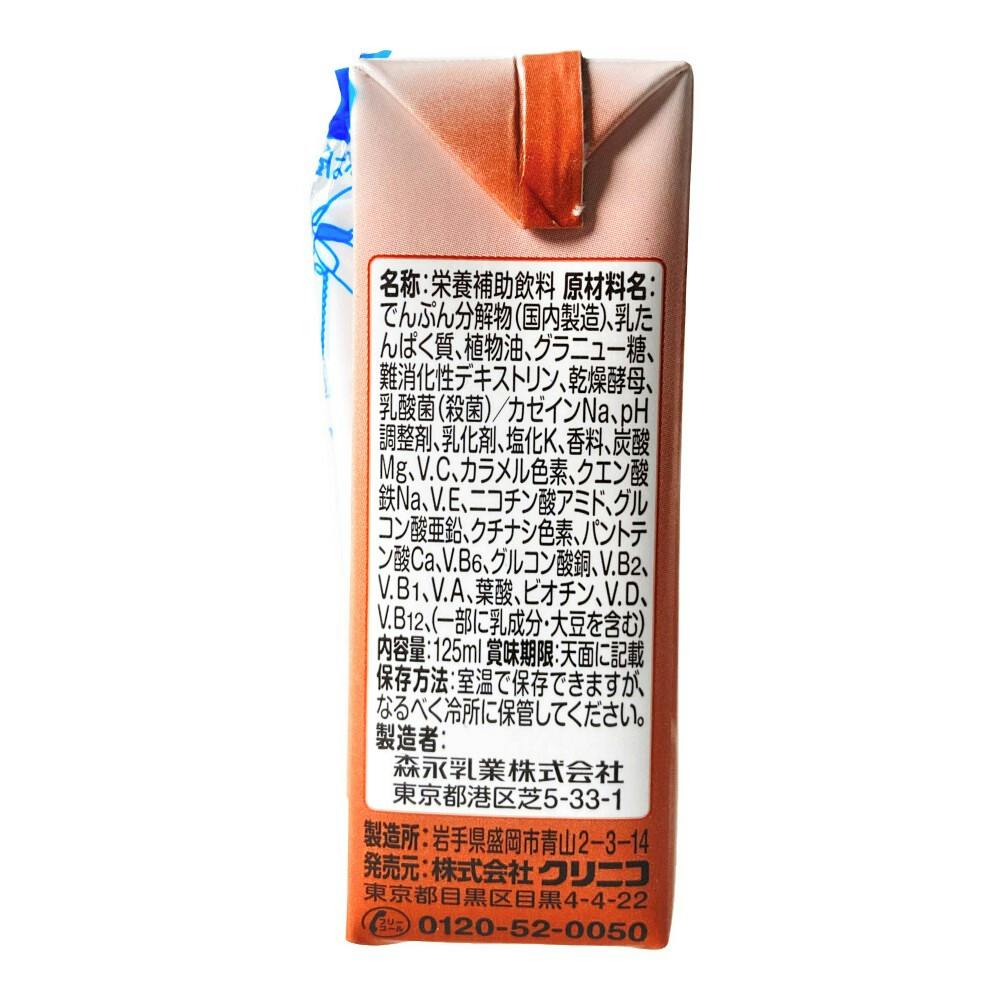 名称:栄養補助飲料 原材料名:
でんぷん分解物(国内製造)、乳た
んぱく質、植物油、グラニュー糖、
難消化性デキストリン、乾燥酵母、
乳酸菌(殺菌)/カゼインNa、pH
調整剤、乳化剤、塩化K、香料、炭酸
Mg、V.C、カラメル色素、クエン酸
鉄Na、V.E、ニコチン酸アミド、グル
コン酸亜鉛、クチナシ色素、パントテ
ン酸Ca、V.B6、グルコン酸銅、V.B2、
V.B1、V.A、葉酸、ビオチン、V.D、
V.B12、(一部に乳成分・大豆を含む)
内容量:125ml 賞味期限:天面に記載
保存方法:室温で保存できますが、
なるべく冷所に保管してください。
製造者:
森永乳業株式会社
東京都港区芝5-33-1
製造所:岩手県盛岡市青山2-3-14
発売元:株式会社 クリニコ
東京都目黒区目黒4-4-22
フリーコール 0120-52-0050